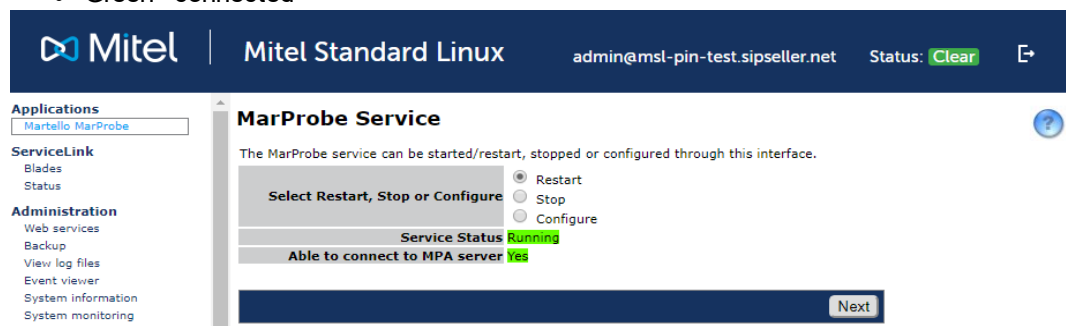 Green - connected
Mitel
Mitel Standard Linux
admin@msl-pin-test.sipseller.net
Status: Clear
Applications
Martello MarProbe
ServiceLink
Blades
Status
Administration
Web services
Backup
View log files
Event viewer
System information
System monitoring
MarProbe Service
The MarProbe service can be started/restart, stopped or configured through this interface.
Select Restart, Stop or Configure
Restart
Stop
Configure
Service Status Running
Able to connect to MPA server Yes
Next